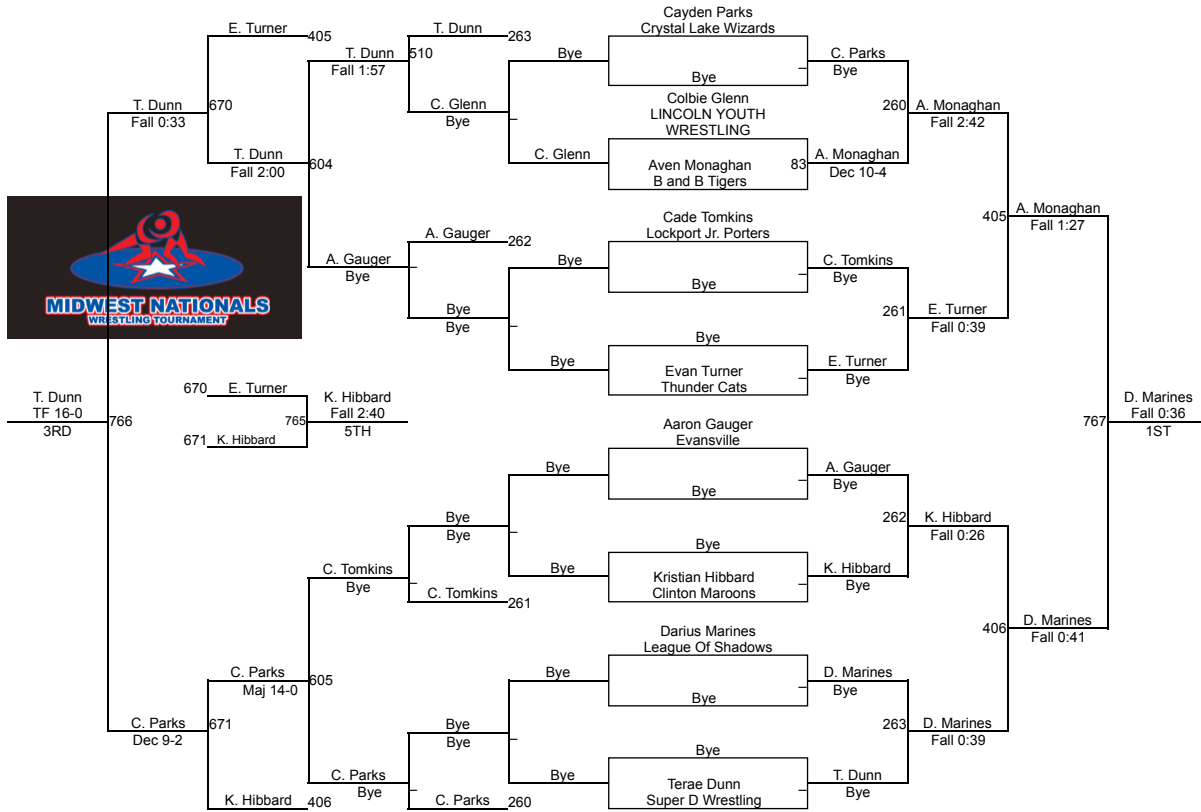 E. Turner
405
T. Dunn
263
Cayden Parks
Crystal Lake Wizards
T. Dunn
510
Fall 1:57
Bye
C. Parks
Bye
Bye
T. Dunn
670
Fall 0:33
C. Glenn
Bye
Colbie Glenn
LINCOLN YOUTH
WRESTLING
260
A. Monaghan
Fall 2:42
T. Dunn
604
Fall 2:00
C. Glenn
Aven Monaghan
B and B Tigers
83
A. Monaghan
Dec 10-4
MIDWEST NATIONALS
WRESTLING TOURNAMENT
A. Gauger
262
A. Gauger
Bye
Cade Tomkins
Lockport Jr. Porters
405
A. Monaghan
Fall 1:27
Bye
Bye
C. Tomkins
Bye
Bye
Bye
261
E. Turner
Fall 0:39
Bye
Bye
Evan Turner
Thunder Cats
E. Turner
Bye
T. Dunn
TF 16-0
3RD
766
670
E. Turner
671
K. Hibbard
765
K. Hibbard
Fall 2:40
5TH
767
D. Marines
Fall 0:36
1ST
Aaron Gauger
Evansville
Bye
Bye
A. Gauger
Bye
Bye
Bye
262
K. Hibbard
Fall 0:26
Bye
Bye
Kristian Hibbard
Clinton Maroons
K. Hibbard
Bye
C. Tomkins
Bye
C. Tomkins
261
406
D. Marines
Fall 0:41
Darius Marines
League Of Shadows
Bye
Bye
D. Marines
Bye
C. Parks
605
Maj 14-0
C. Parks
671
Dec 9-2
Bye
Bye
263
D. Marines
Fall 0:39
Bye
Bye
Terae Dunn
Super D Wrestling
T. Dunn
Bye
C. Parks
Bye
K. Hibbard
406
C. Parks
260